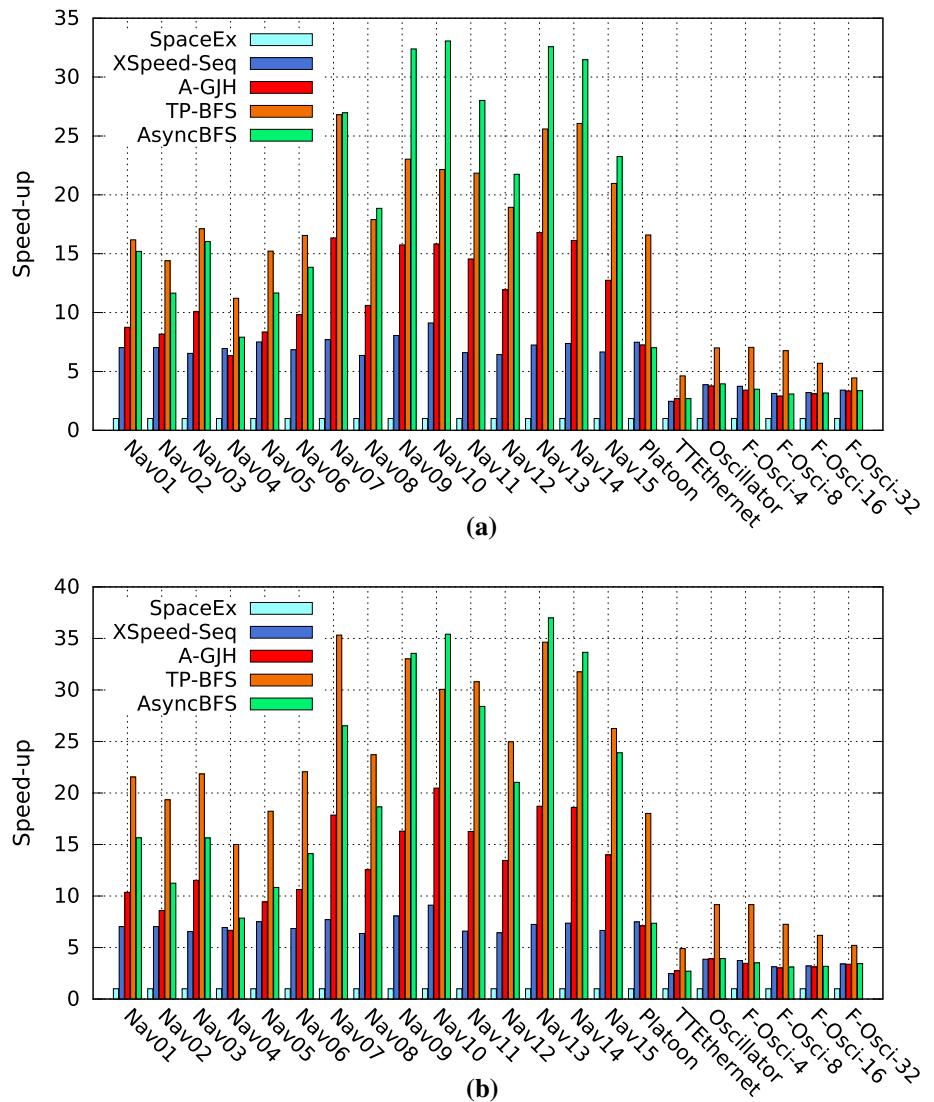 35
30
25
20
15
10
5
0
Speed-up
SpaceEx
XSpeed-Seq
A-GJH
TP-BFS
AsyncBFS
Nav01
Nav02
Nav03
Nav04
Nav05
Nav06
Nav07
Nav08
Nav09
Nav10
Nav11
Nav12
Nav13
Nav14
Nav15
Platoon
TTEthernet
Oscillator
F-Osci-4
F-Osci-8
F-Osci-16
F-Osci-32
(a)
40
35
30
25
20
15
10
5
0
Speed-up
SpaceEx
XSpeed-Seq
A-GJH
TP-BFS
AsyncBFS
Nav01
Nav02
Nav03
Nav04
Nav05
Nav06
Nav07
Nav08
Nav09
Nav10
Nav11
Nav12
Nav13
Nav14
Nav15
Platoon
TTEthernet
Oscillator
F-Osci-4
F-Osci-8
F-Osci-16
F-Osci-32
(b)